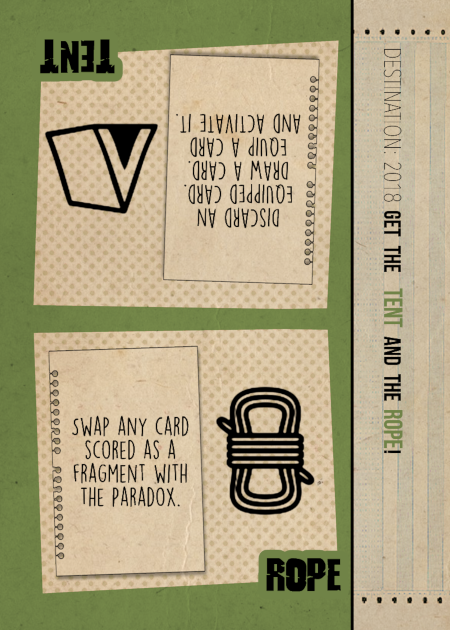 TENT
DISCARD AN
EQUIPPED CARD.
DRAW A CARD.
EQUIP A CARD
AND ACTIVATE IT.
SWAP ANY CARD
SCORED AS A
FRAGMENT WITH
THE PARADOX.
ROPE
DESTINATION: 2018 GET THE TENT AND THE ROPE!